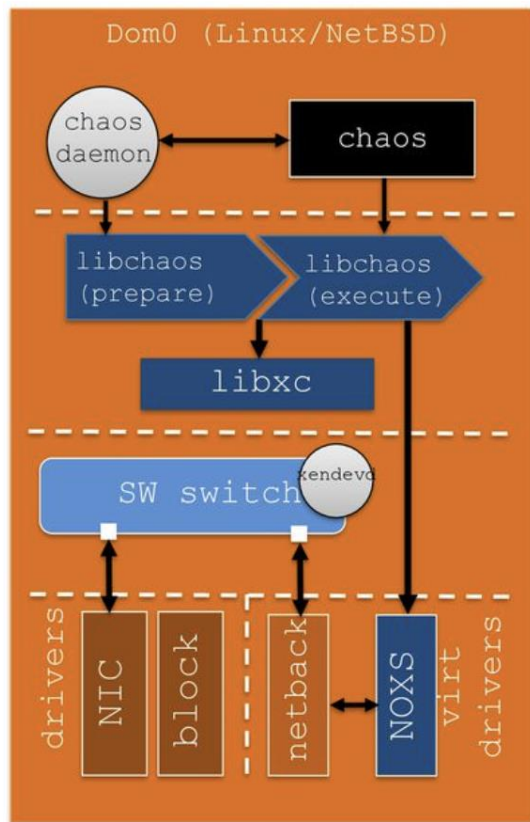 Dom0 (Linux/NetBSD)
chaos
daemon
chaos
libchaos
(prepare)
libchaos
(execute)
libxc
SW switch
xendevd
drivers
NIC
block
netback
NOXS
virt
drivers